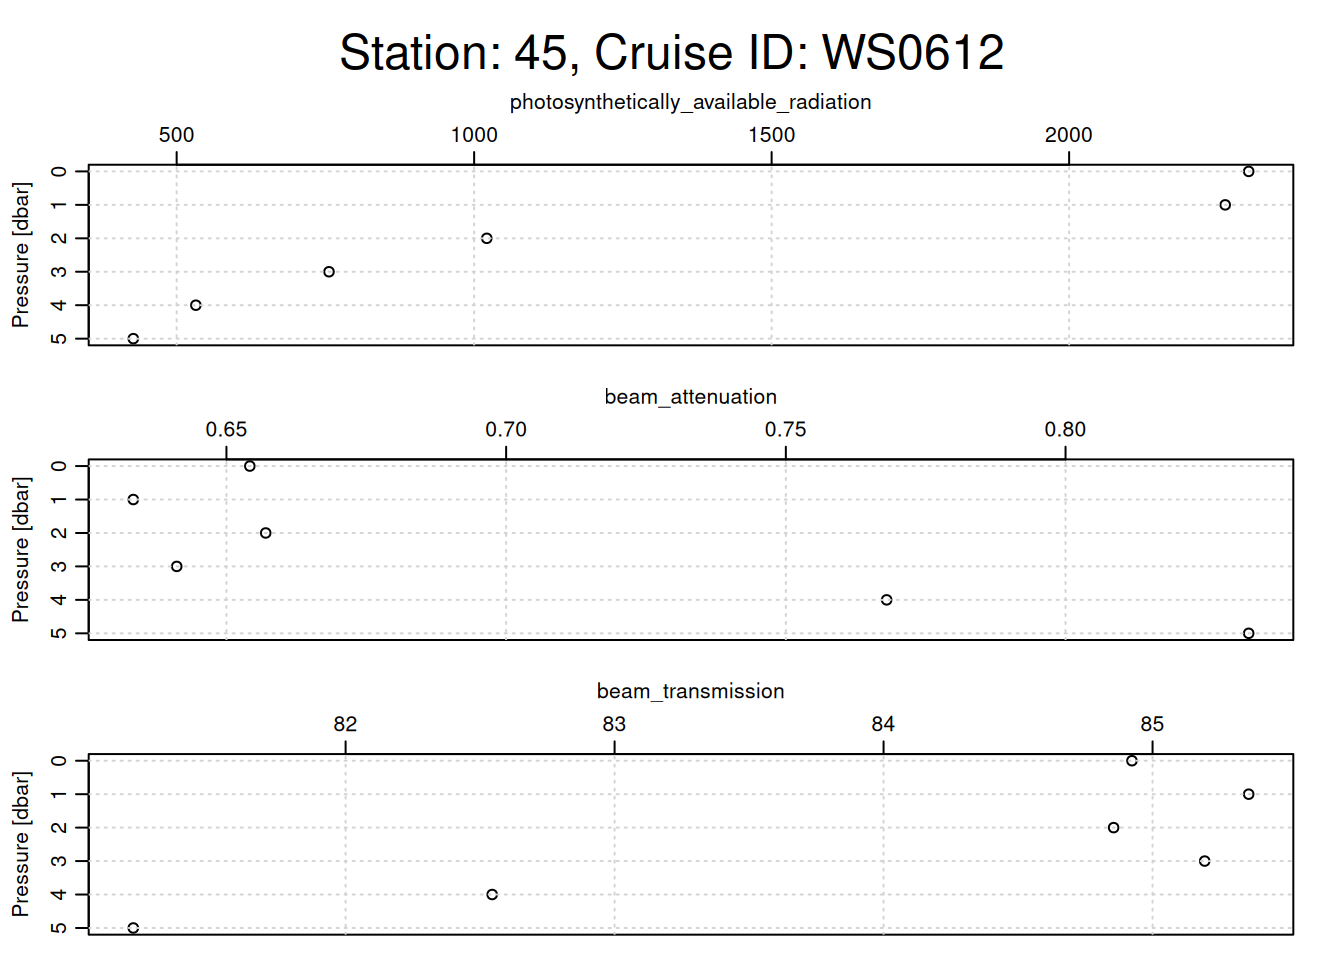 Station: 45, Cruise ID: WS0612
photosynthetically_available_radiation
500 1000 1500 2000
Pressure [dbar]
0
1
2
3
4
5
beam_attenuation
0.65 0.70 0.75 0.80
Pressure [dbar]
0
1
2
3
4
5
beam_transmission
82 83 84 85
Pressure [dbar]
0
1
2
3
4
5